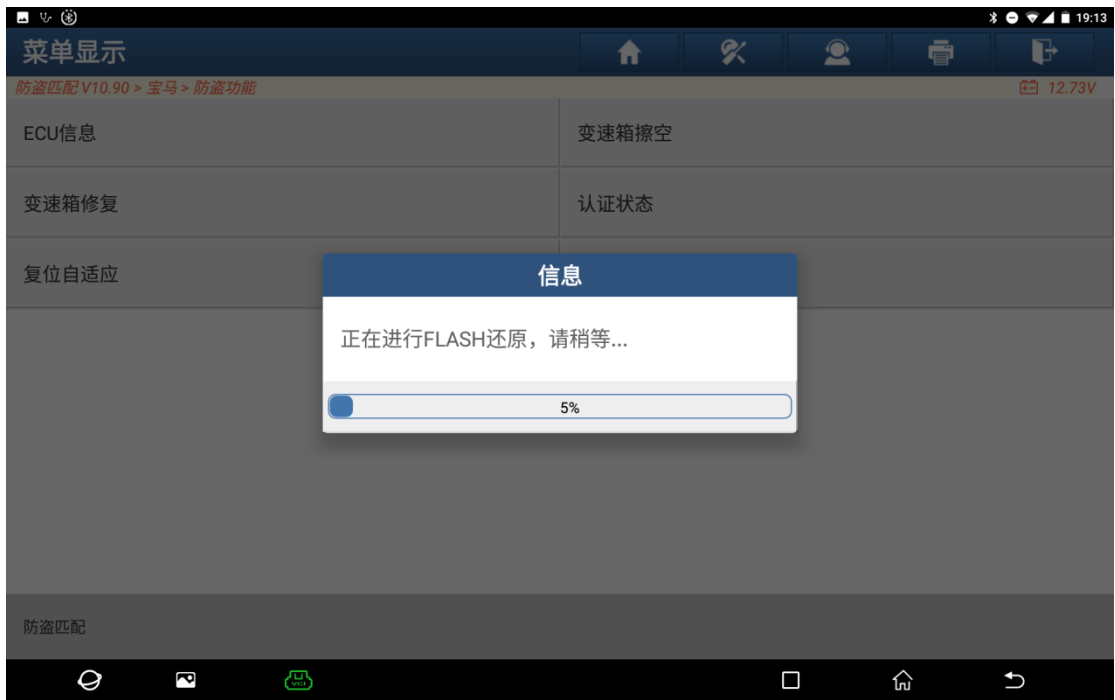 19:13
菜单显示
防盗匹配 V10.90 > 宝马 > 防盗功能
12.73V
ECU信息
变速箱擦空
变速箱修复
认证状态
复位自适应
信息
正在进行FLASH还原，请稍等...
5%
防盗匹配
VCI